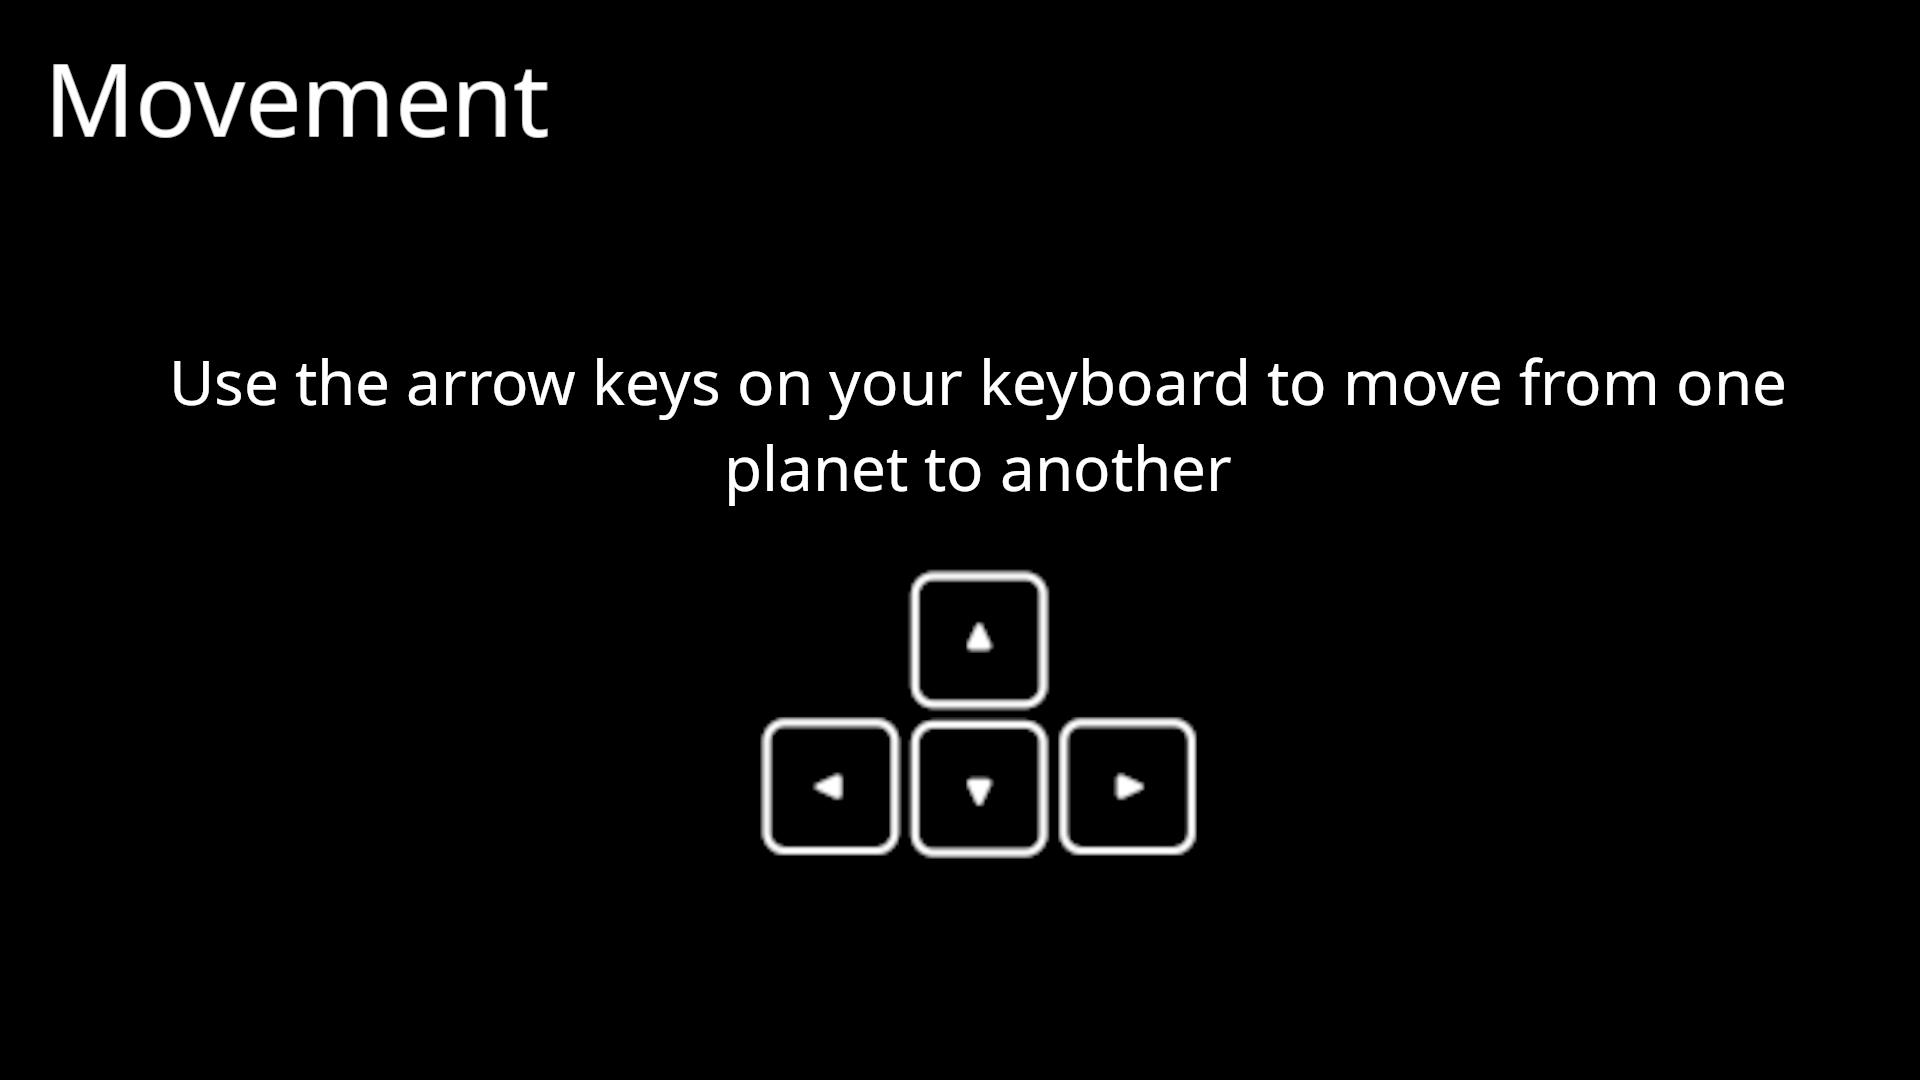 Movement
Use the arrow keys on your keyboard to move from one
planet to another